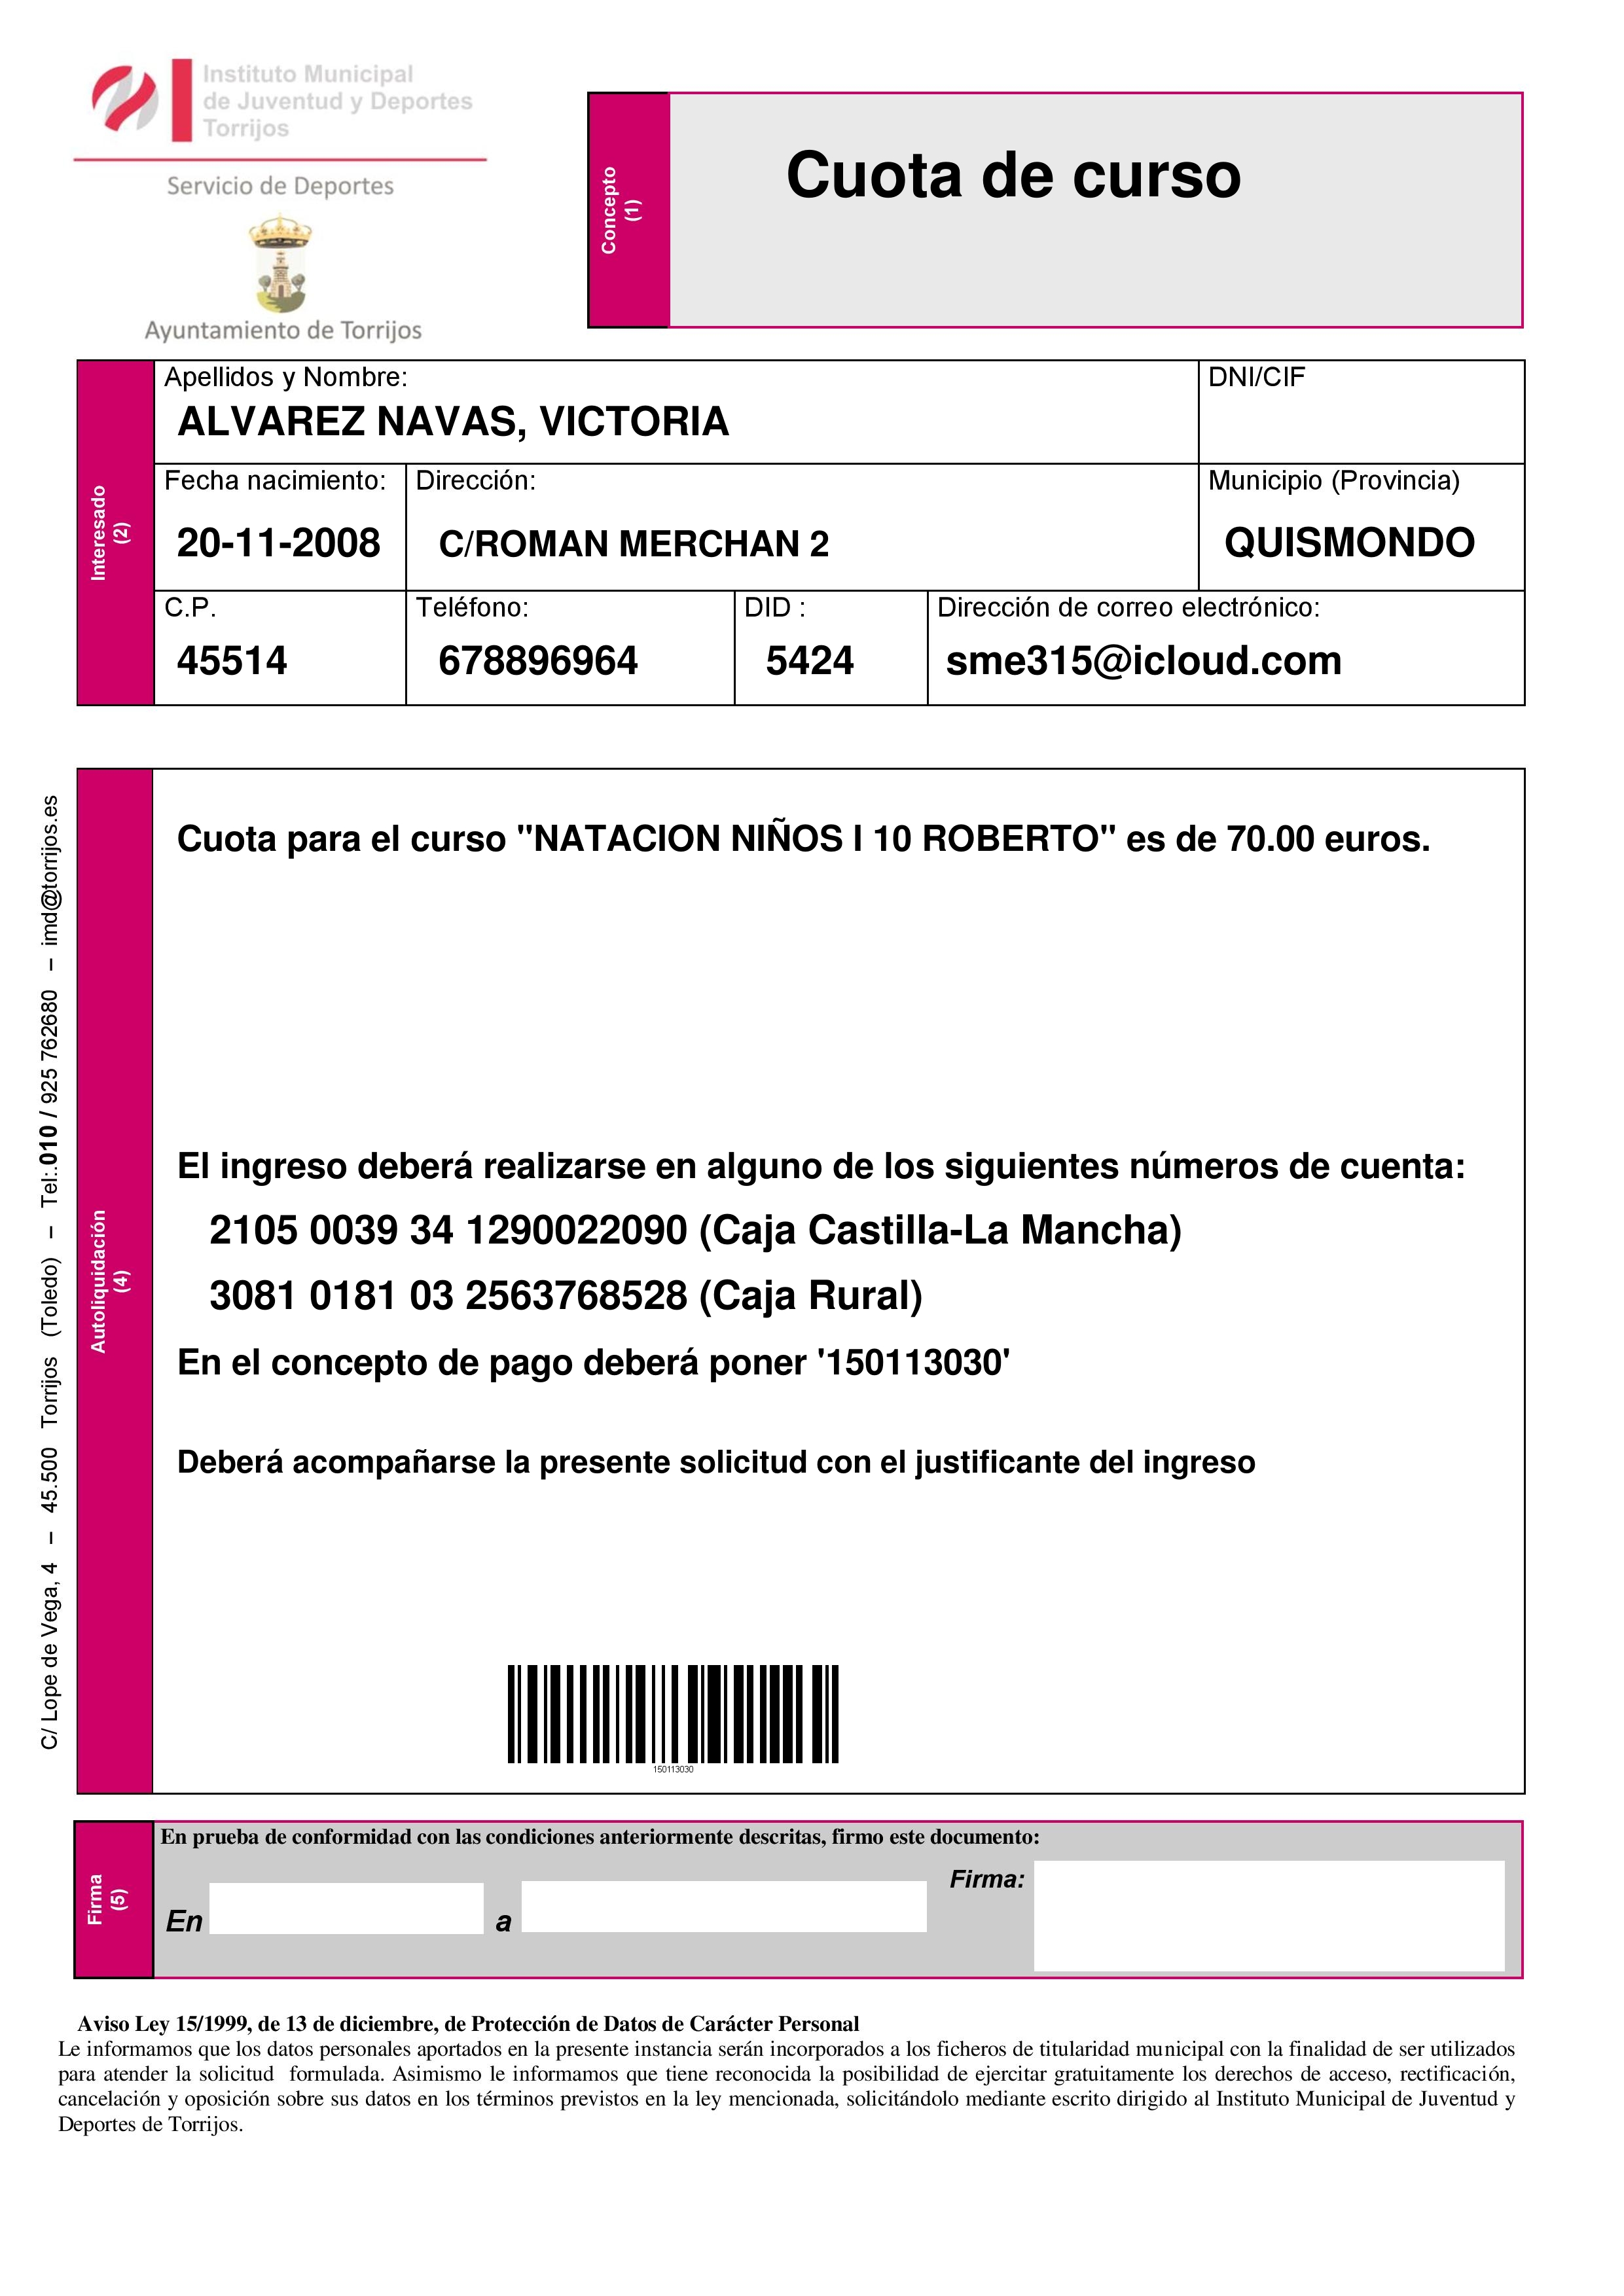 Instituto Municipal
de Juventud y Deportes
Torrijos
Servicio de Deportes
Ayuntamiento de Torrijos
Concepto
(1)
Cuota de curso
Interesado
(2)
Apellidos y Nombre:
ALVAREZ NAVAS, VICTORIA
DNI/CIF
Fecha nacimiento:
20-11-2008
Dirección:
C/ROMAN MERCHAN 2
Municipio (Provincia)
QUISMONDO
C.P.
45514
Teléfono:
678896964
DID :
5424
Dirección de correo electrónico:
sme315@icloud.com
C/ Lope de Vega, 4 – 45.500 Torrijos (Toledo) – Tel:.010 / 925 762680 – imd@torrijos.es
Autoliquidación
(4)
Cuota para el curso "NATACION NIÑOS I 10 ROBERTO" es de 70.00 euros.
El ingreso deberá realizarse en alguno de los siguientes números de cuenta:
2105 0039 34 1290022090 (Caja Castilla-La Mancha)
3081 0181 03 2563768528 (Caja Rural)
En el concepto de pago deberá poner '150113030'
Deberá acompañarse la presente solicitud con el justificante del ingreso
150113030
Firma
(5)
En prueba de conformidad con las condiciones anteriormente descritas, firmo este documento:
En
a
Firma:
Aviso Ley 15/1999, de 13 de diciembre, de Protección de Datos de Carácter Personal
Le informamos que los datos personales aportados en la presente instancia serán incorporados a los ficheros de titularidad municipal con la finalidad de ser utilizados
para atender la solicitud formulada. Asimismo le informamos que tiene reconocida la posibilidad de ejercitar gratuitamente los derechos de acceso, rectificación,
cancelación y oposición sobre sus datos en los términos previstos en la ley mencionada, solicitándolo mediante escrito dirigido al Instituto Municipal de Juventud y
Deportes de Torrijos.